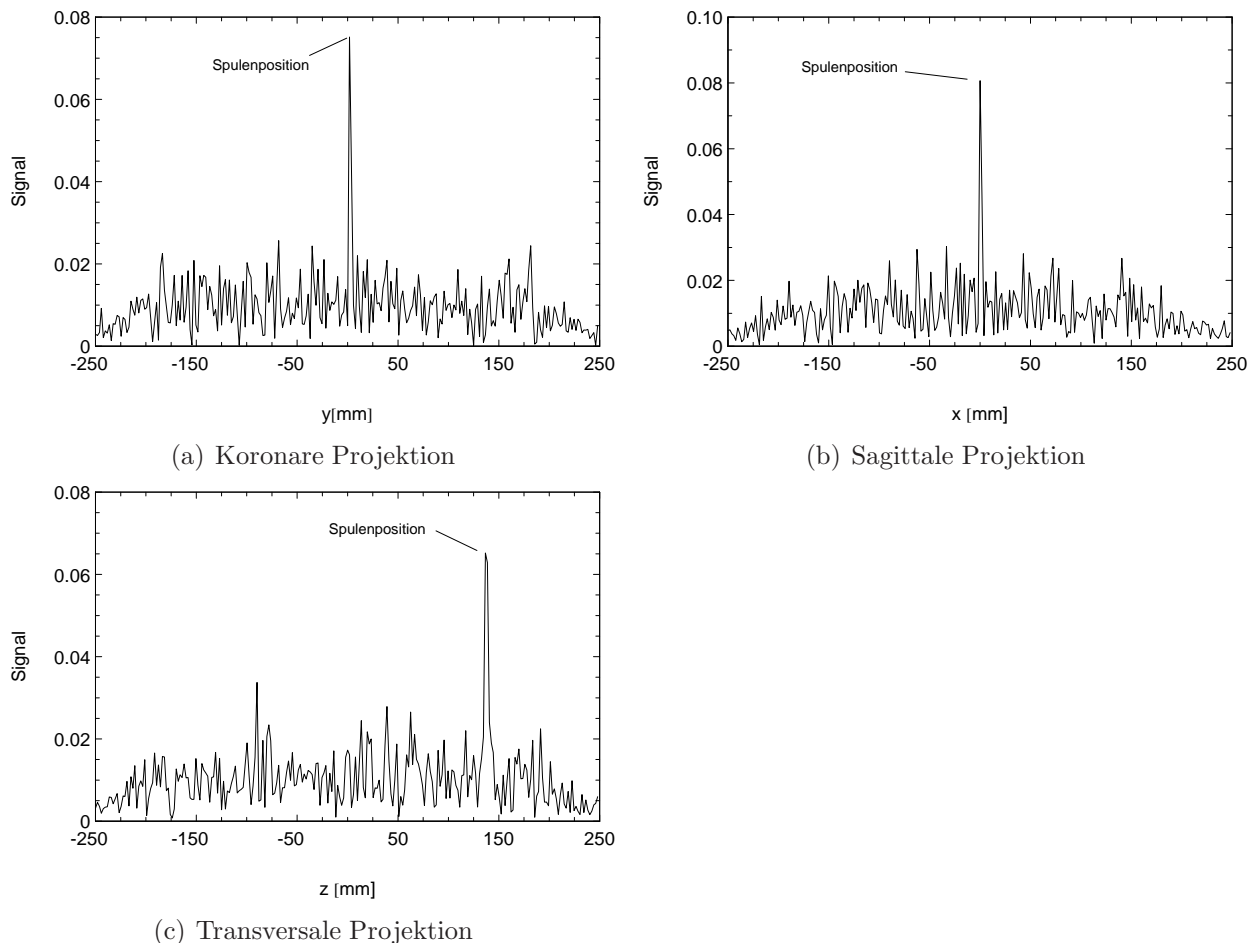 0.08
0.06
0.04
0.02
0
Signal
Spulenposition
-250 -150 -50 50 150 250
y[mm]
(a) Koronare Projektion
0.10
0.08
0.06
0.04
0.02
0
Signal
Spulenposition
-250 -150 -50 50 150 250
x [mm]
(b) Sagittale Projektion
0.08
0.06
0.04
0.02
0
Signal
Spulenposition
-250 -150 -50 50 150 250
z [mm]
(c) Transversale Projektion